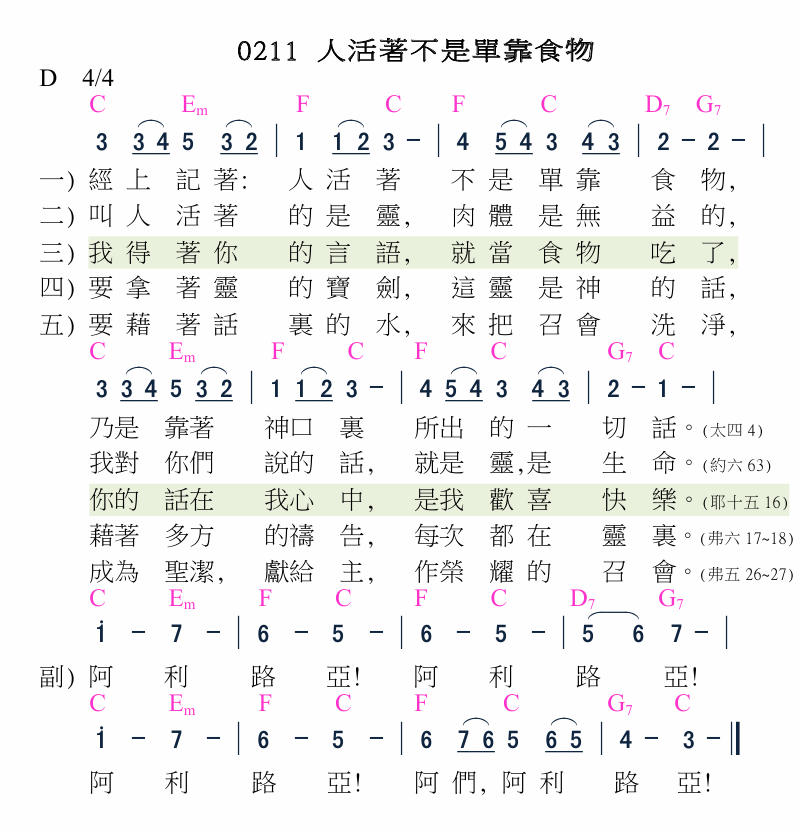 0211 人活著不是單靠食物
D 4/4
C Em F C F C D7 G7
3 3 4 5 3 2 | 1 1 2 3 - | 4 5 4 3 4 3 | 2 - 2 - |
一) 經上記著: 人活著不是單靠食物,
二) 叫人活著的是靈, 肉體是無益的,
三) 我得著你的言語, 就當食物吃了,
四) 要拿著靈的寶劍, 這靈是神的話,
五) 要藉著話裏的水, 來把召會洗淨,
C Em F C F C G7 C
3 3 4 5 3 2 | 1 1 2 3 - | 4 5 4 3 4 3 | 2 - 1 - |
乃是靠著神口裏所出的一切話。(太四 4)
我對你們說的話, 就是靈,是生命。(約六 63)
你的話在我心中, 是我歡喜快樂。(耶十五 16)
藉著多方的禱告, 每次都在靈裏。(弗六 17~18)
成為聖潔, 獻給主, 作榮耀的召會。(弗五 26~27)
C Em F C F C D7 G7
1̇ - 7 - | 6 - 5 - | 6 - 5 - | 5 6 7 - |
副) 阿利路亞! 阿利路亞!
C Em F C F C G7 C
1̇ - 7 - | 6 - 5 - | 6 7 6 5 6 5 | 4 - 3 - ‖
阿利路亞! 阿們, 阿利路亞!